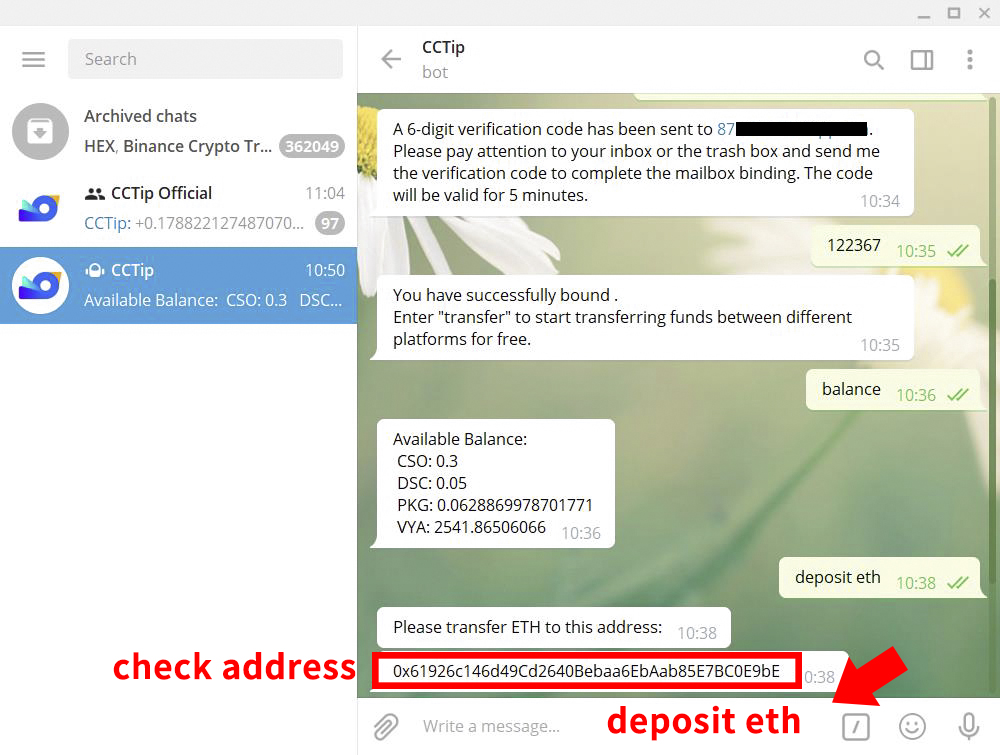 Search
Archived chats
HEX, Binance Crypto Tr... 362049
CCTip Official 11:04
CCTip: +0.178822127487070... 97
CCTip 10:50
Available Balance: CSO: 0.3 DSC...
CCTip
bot
A 6-digit verification code has been sent to 87
Please pay attention to your inbox or the trash box and send me
the verification code to complete the mailbox binding. The code
will be valid for 5 minutes. 10:34
122367 10:35
You have successfully bound .
Enter "transfer" to start transferring funds between different
platforms for free. 10:35
balance 10:36
Available Balance:
CSO: 0.3
DSC: 0.05
PKG: 0.0628869978701771
VYA: 2541.86506066 10:36
deposit eth 10:38
Please transfer ETH to this address: 10:38
check address
0x61926c146d49Cd2640Bebaa6EbAab85E7BC0E9bE 0:38
Write a message...
deposit eth